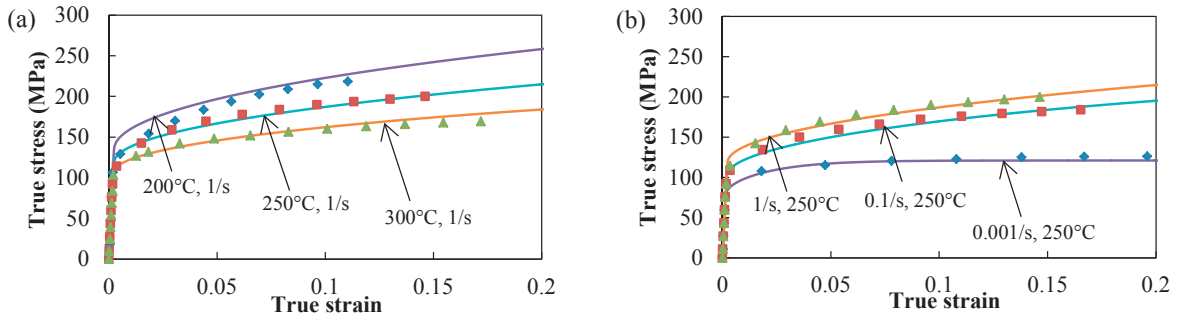 (a)
True stress (MPa)
300
250
200
150
100
50
0
200°C, 1/s
250°C, 1/s
300°C, 1/s
0 0.05 0.1 0.15 0.2
True strain
(b)
True stress (MPa)
300
250
200
150
100
50
0
1/s, 250°C
0.1/s, 250°C
0.001/s, 250°C
0 0.05 0.1 0.15 0.2
True strain